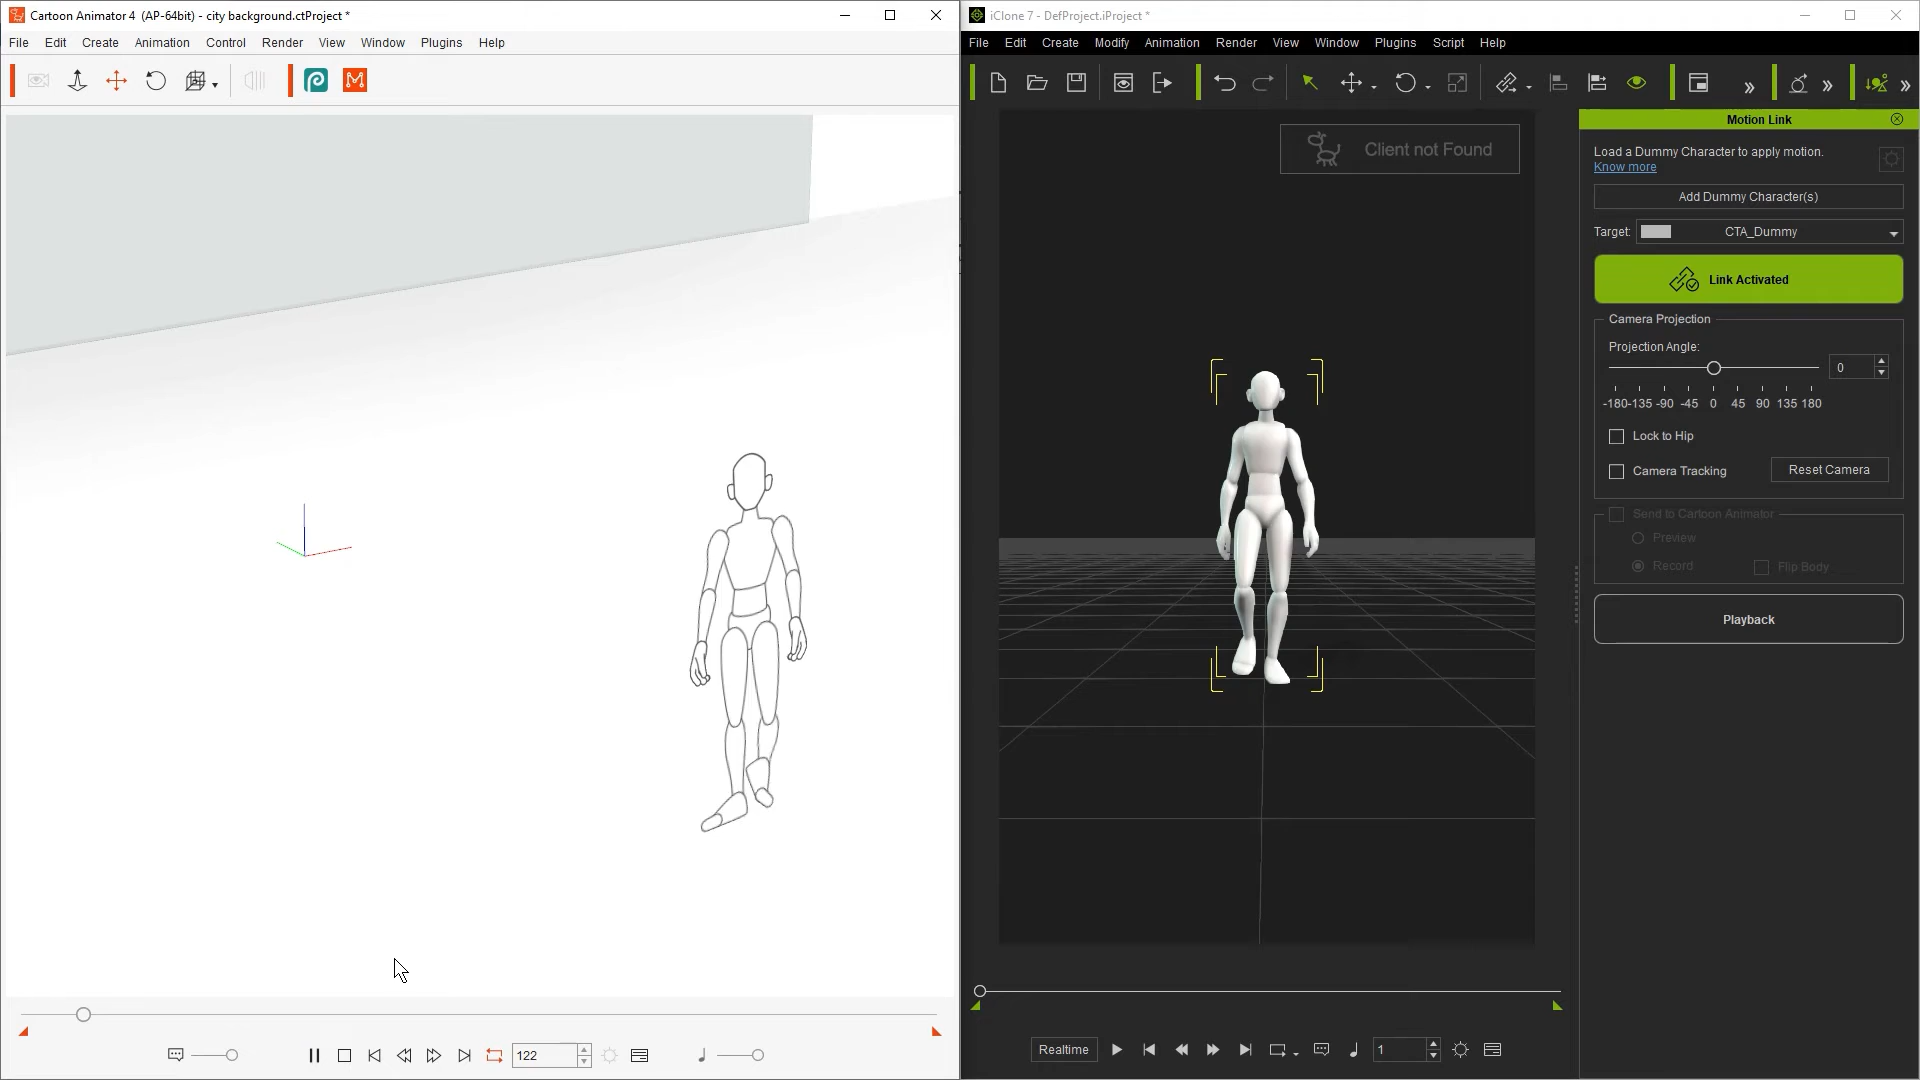 Cartoon Animator 4 (AP-64bit) - city background.ctProject *
File Edit Create Animation Control Render View Window Plugins Help
122
iClone 7 - DefProject.iProject *
File Edit Create Modify Animation Render View Window Plugins Script Help
Client not Found
Realtime
1
Motion Link
Load a Dummy Character to apply motion.
Know more
Add Dummy Character(s)
Target: CTA_Dummy
Link Activated
Camera Projection
Projection Angle:
0
-180 -135 -90 -45 0 45 90 135 180
Lock to Hip
Camera Tracking Reset Camera
Send to Cartoon Animator
Preview
Record Flip Body
Playback